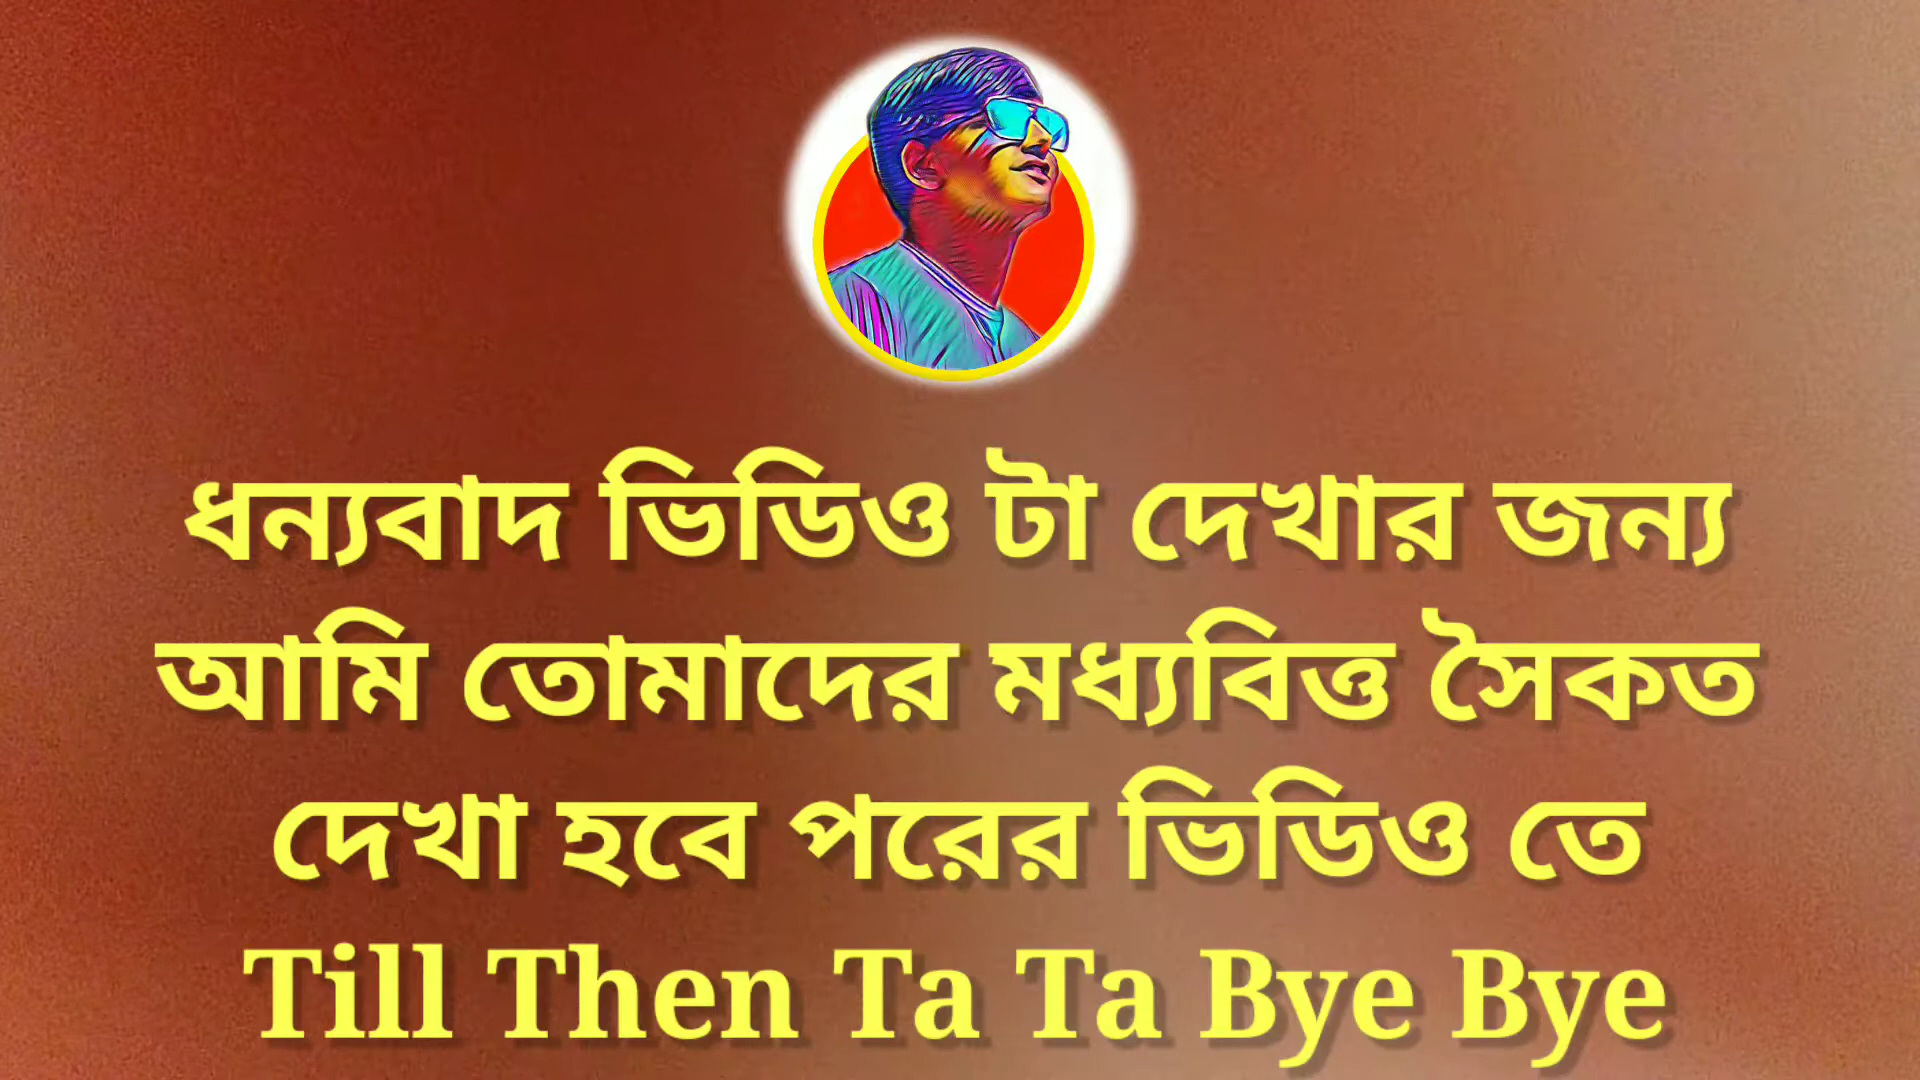 ধন্যবাদ ভিডিও টা দেখার জন্য
আমি তোমাদের মধ্যবিত্ত সৈকত
দেখা হবে পরের ভিডিও তে
Till Then Ta Ta Bye Bye